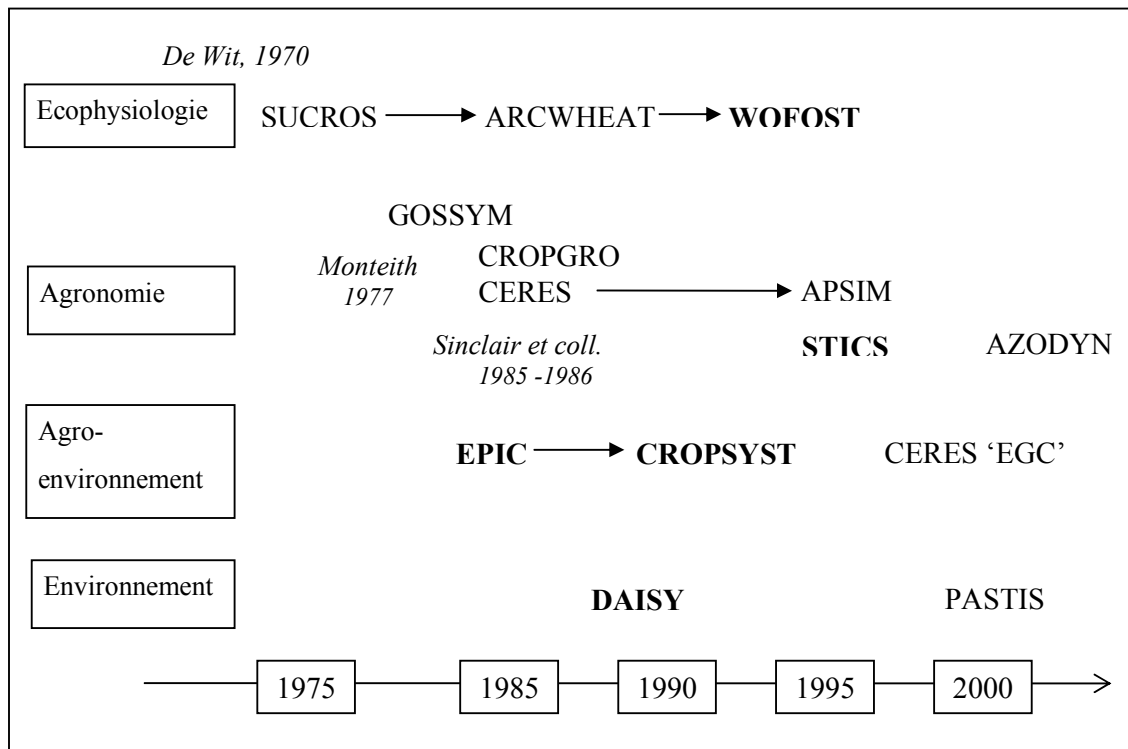 De Wit, 1970
Ecophysiologie
SUCROS ARCWHEAT WOFOST
GOSSYM
Monteith
1977
CROPGRO
CERES APSIM
Agronomie
Sinclair et coll.
1985 -1986
STICS AZODYN
Agro-
environnement
EPIC CROPSYST CERES ‘EGC’
Environnement
DAISY PASTIS
1975 1985 1990 1995 2000